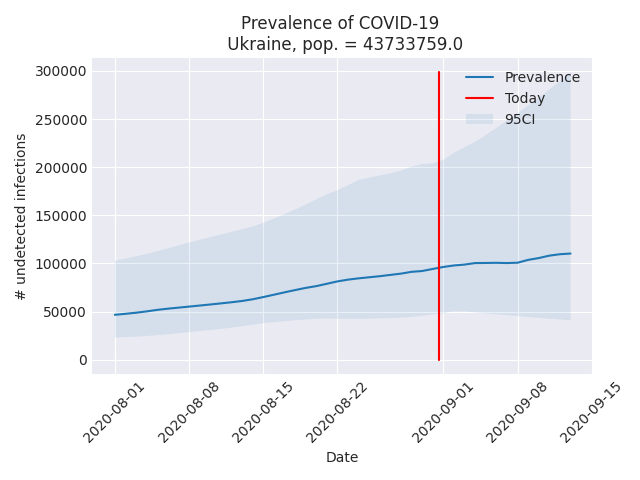 Prevalence of COVID-19
Ukraine, pop. = 43733759.0
Prevalence
Today
95CI
300000
250000
200000
150000
100000
50000
0
# undetected infections
2020-08-01
2020-08-08
2020-08-15
2020-08-22
2020-09-01
2020-09-08
2020-09-15
Date